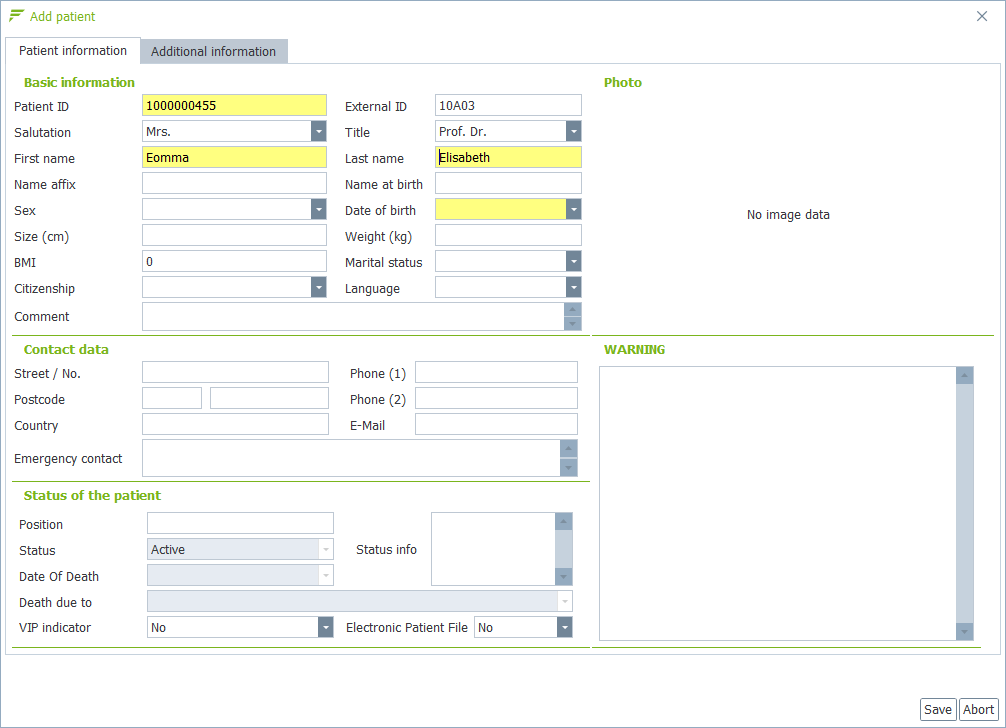 Add patient
Patient information Additional information
Basic information Photo
Patient ID 1000000455 External ID 10A03
Salutation Mrs. Title Prof. Dr.
First name Eomma Last name Elisabeth
Name affix Name at birth
Sex Date of birth
No image data
Size (cm) Weight (kg)
BMI 0 Marital status
Citizenship Language
Comment
Contact data WARNING
Street / No. Phone (1)
Postcode Phone (2)
Country E-Mail
Emergency contact
Status of the patient
Position
Status Active Status info
Date Of Death
Death due to
VIP indicator No Electronic Patient File No
Save Abort